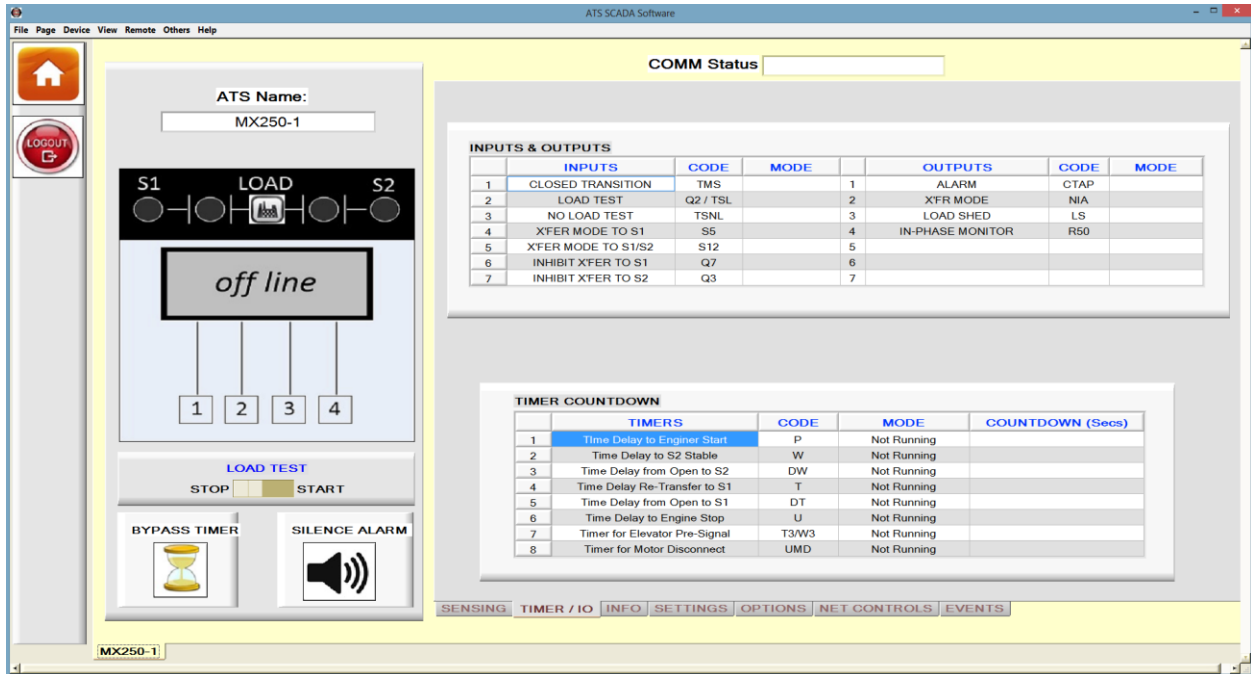 ATS SCADA Software
File Page Device View Remote Others Help
LOGOUT
ATS Name:
MX250-1
S1 LOAD S2
off line
1 2 3 4
LOAD TEST
STOP START
BYPASS TIMER SILENCE ALARM
COMM Status
INPUTS & OUTPUTS
INPUTS CODE MODE OUTPUTS CODE MODE
1 CLOSED TRANSITION TMS 1 ALARM CTAP
2 LOAD TEST Q2 / TSL 2 X'FR MODE NIA
3 NO LOAD TEST TSNL 3 LOAD SHED LS
4 X'FER MODE TO S1 S5 4 IN-PHASE MONITOR R50
5 X'FER MODE TO S1/S2 S12 5
6 INHIBIT X'FER TO S1 Q7 6
7 INHIBIT X'FER TO S2 Q3 7
TIMER COUNTDOWN
TIMERS CODE MODE COUNTDOWN (Secs)
1 TIme Delay to Enginer Start P Not Running
2 Time Delay to S2 Stable W Not Running
3 Time Delay from Open to S2 DW Not Running
4 Time Delay Re-Transfer to S1 T Not Running
5 Time Delay from Open to S1 DT Not Running
6 Time Delay to Engine Stop U Not Running
7 Timer for Elevator Pre-Signal T3/W3 Not Running
8 Timer for Motor Disconnect UMD Not Running
SENSING TIMER / IO INFO SETTINGS OPTIONS NET CONTROLS EVENTS
MX250-1